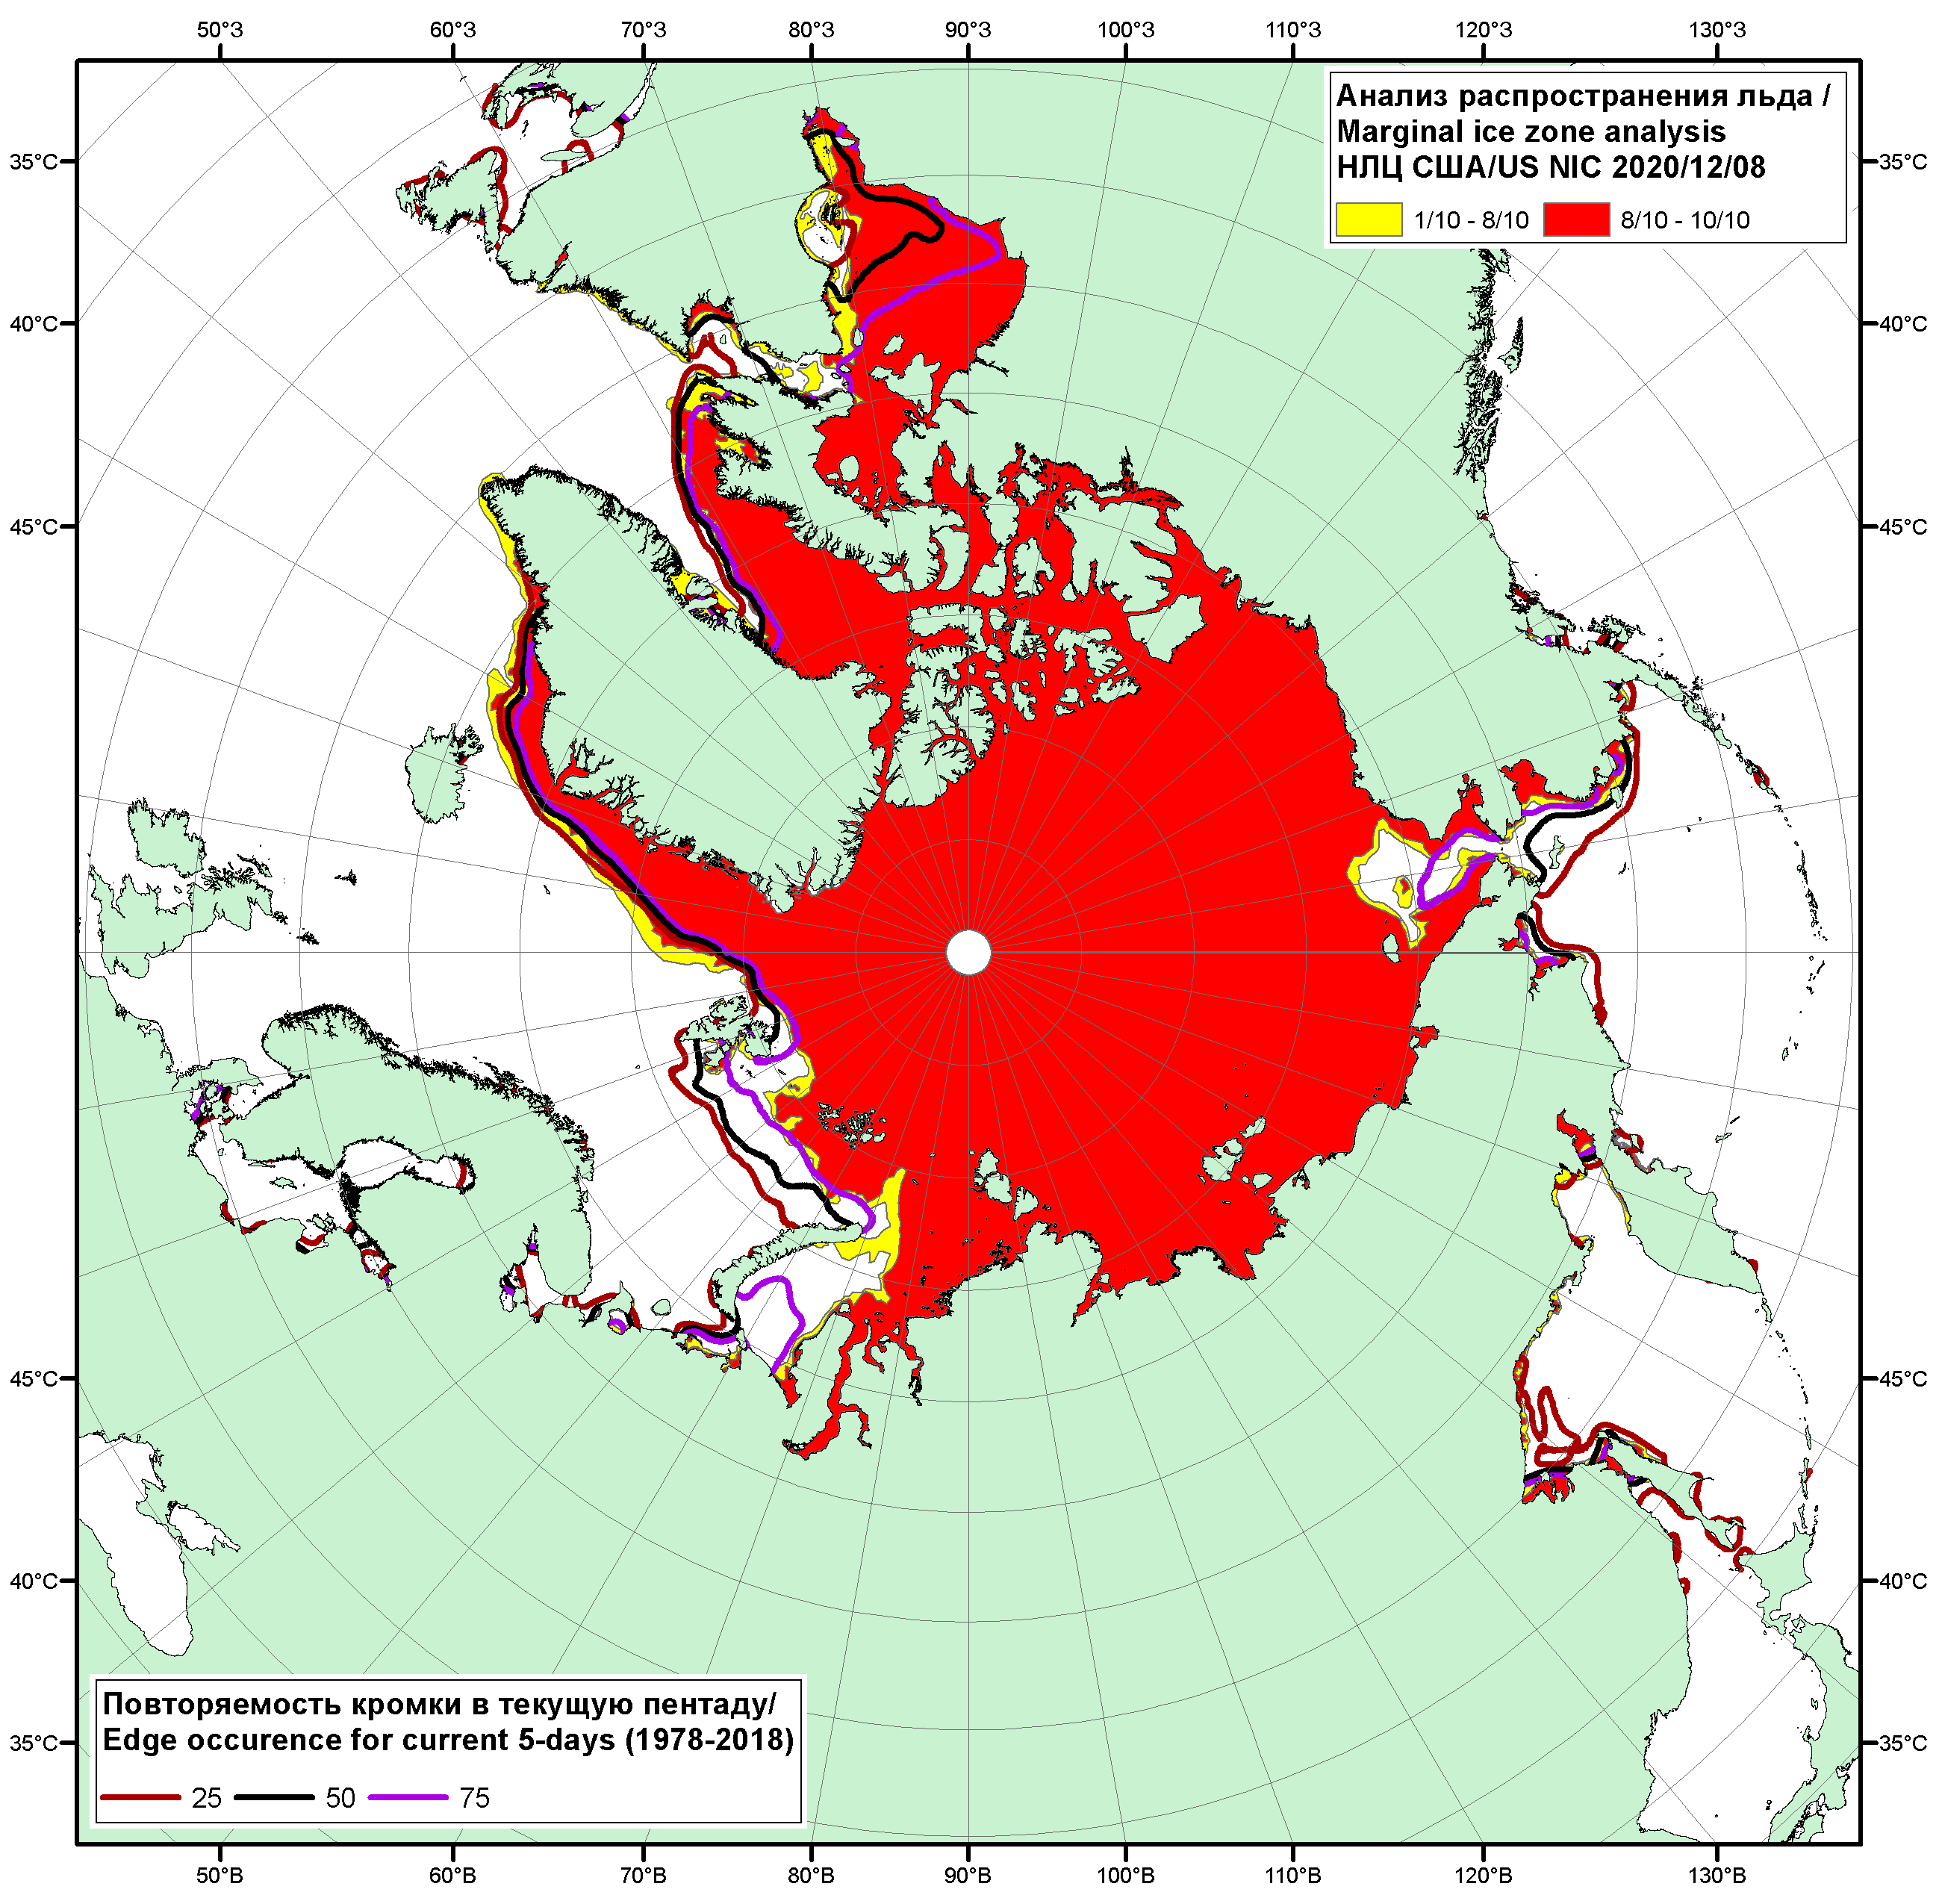 50°З 60°З 70°З 80°З 90°З 100°З 110°З 120°З 130°З
Анализ распространения льда /
Marginal ice zone analysis
НЛЦ США/US NIC 2020/12/08
1/10 - 8/10 8/10 - 10/10
35°С 35°С
40°С 40°С
45°С 45°С
45°С 45°С
40°С 40°С
35°С 35°С
Повторяемость кромки в текущую пентаду/
Edge occurence for current 5-days (1978-2018)
25 50 75
50°В 60°В 70°В 80°В 90°В 100°В 110°В 120°В 130°В